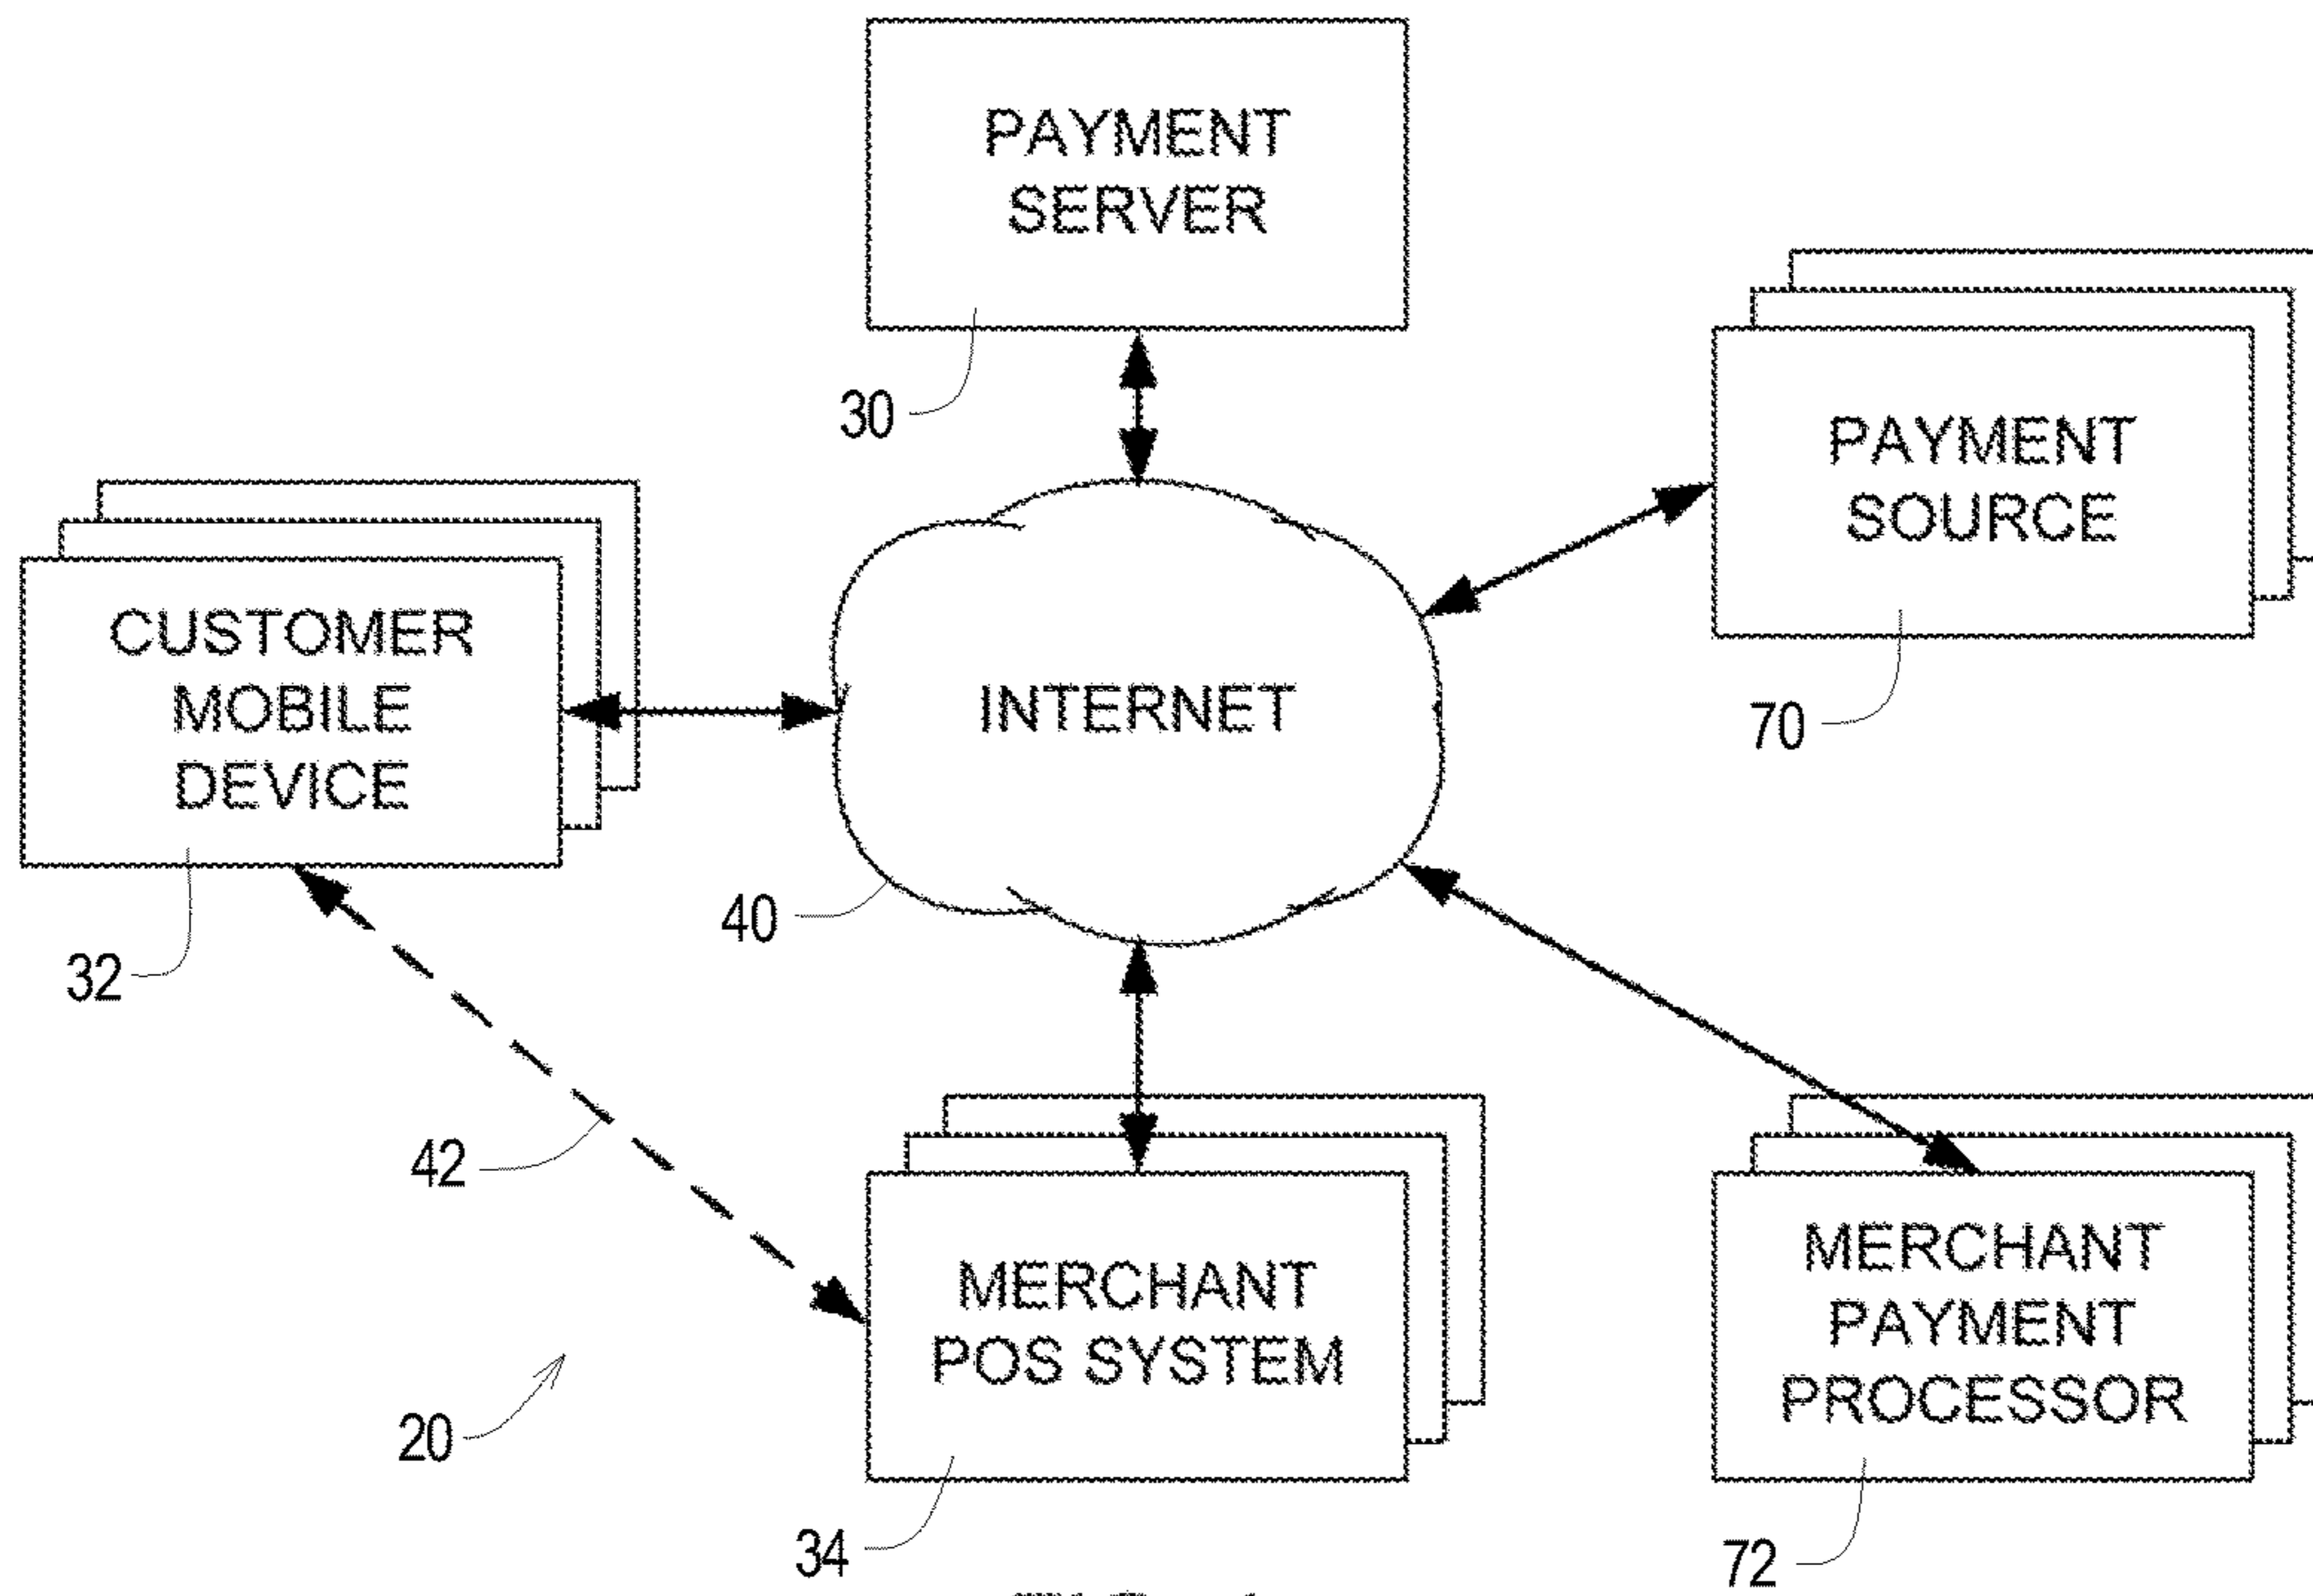 PAYMENT
SERVER
30
PAYMENT
SOURCE
70
CUSTOMER
MOBILE
DEVICE
32
INTERNET
40
42
20
MERCHANT
POS SYSTEM
34
MERCHANT
PAYMENT
PROCESSOR
72